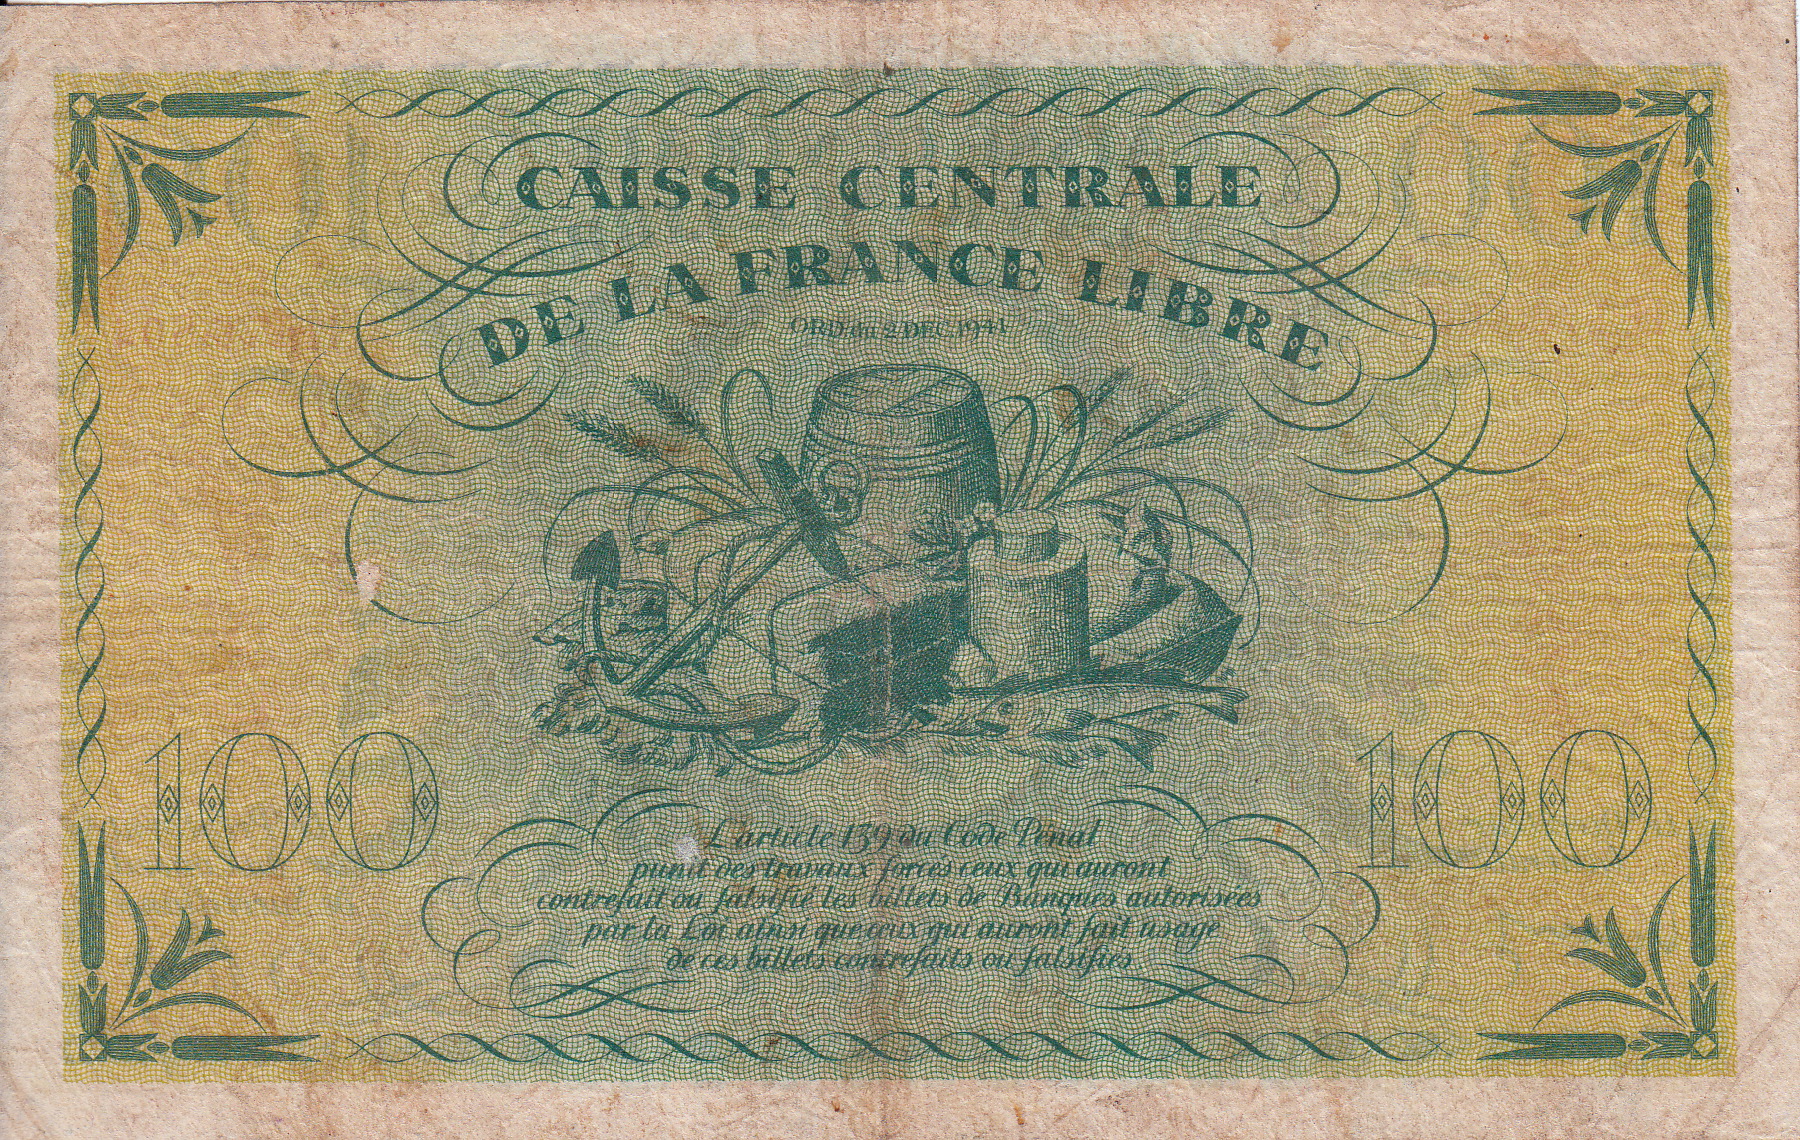 CAISSE CENTRALE
DE LA FRANCE LIBRE
ORD. du 2 DEC 1941
100 100
L'article 139 du Code Pénal
punit des travaux forcés ceux qui auront
contrefait ou falsifié les billets de Banques autorisées
par la Loi ainsi que ceux qui auront fait usage
de ces billets contrefaits ou falsifiés